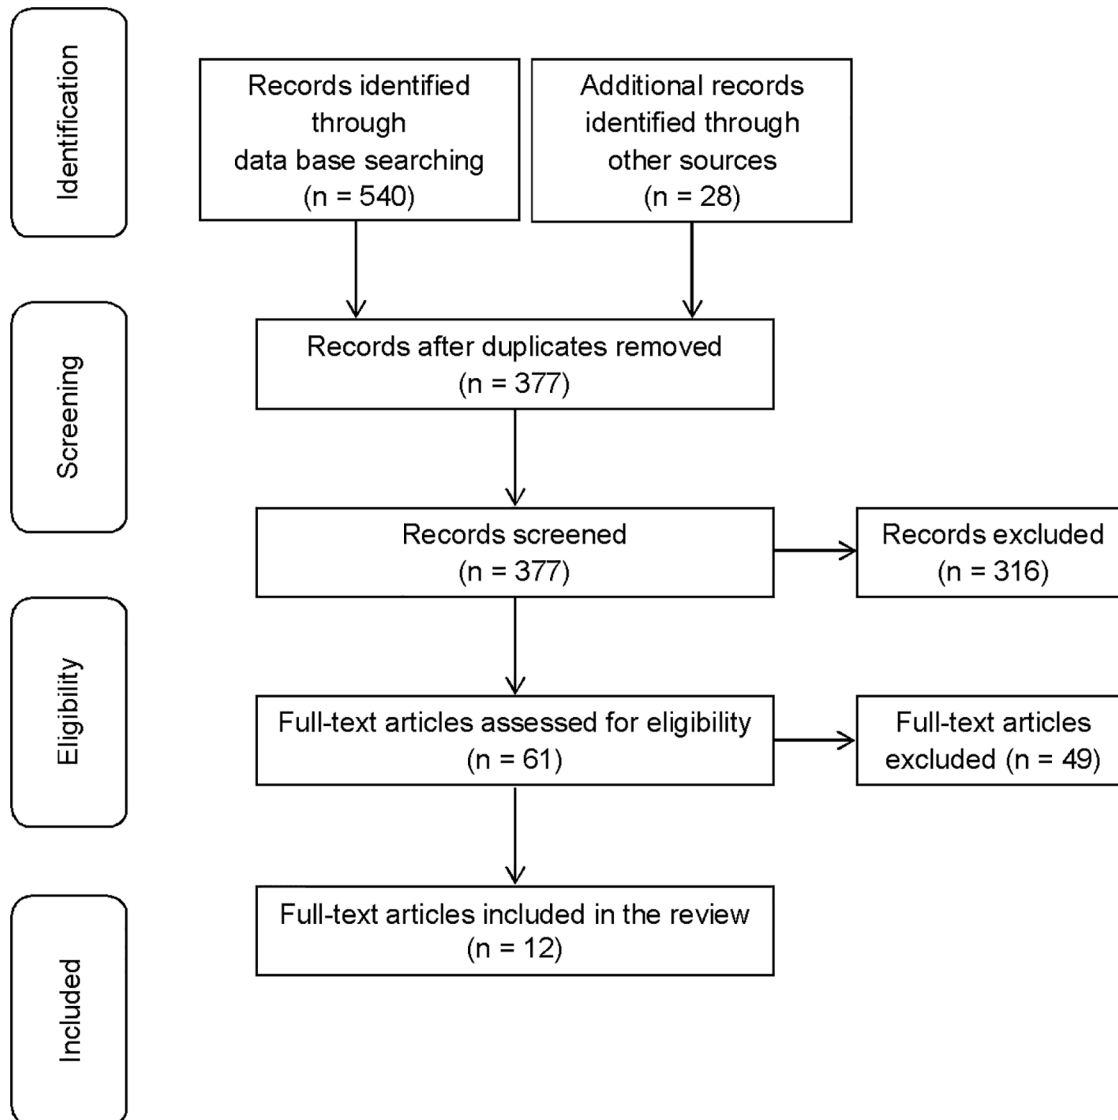 Identification
Records identified
through
data base searching
(n = 540)
Additional records
identified through
other sources
(n = 28)
Screening
Records after duplicates removed
(n = 377)
Records screened
(n = 377)
Records excluded
(n = 316)
Eligibility
Full-text articles assessed for eligibility
(n = 61)
Full-text articles
excluded (n = 49)
Included
Full-text articles included in the review
(n = 12)